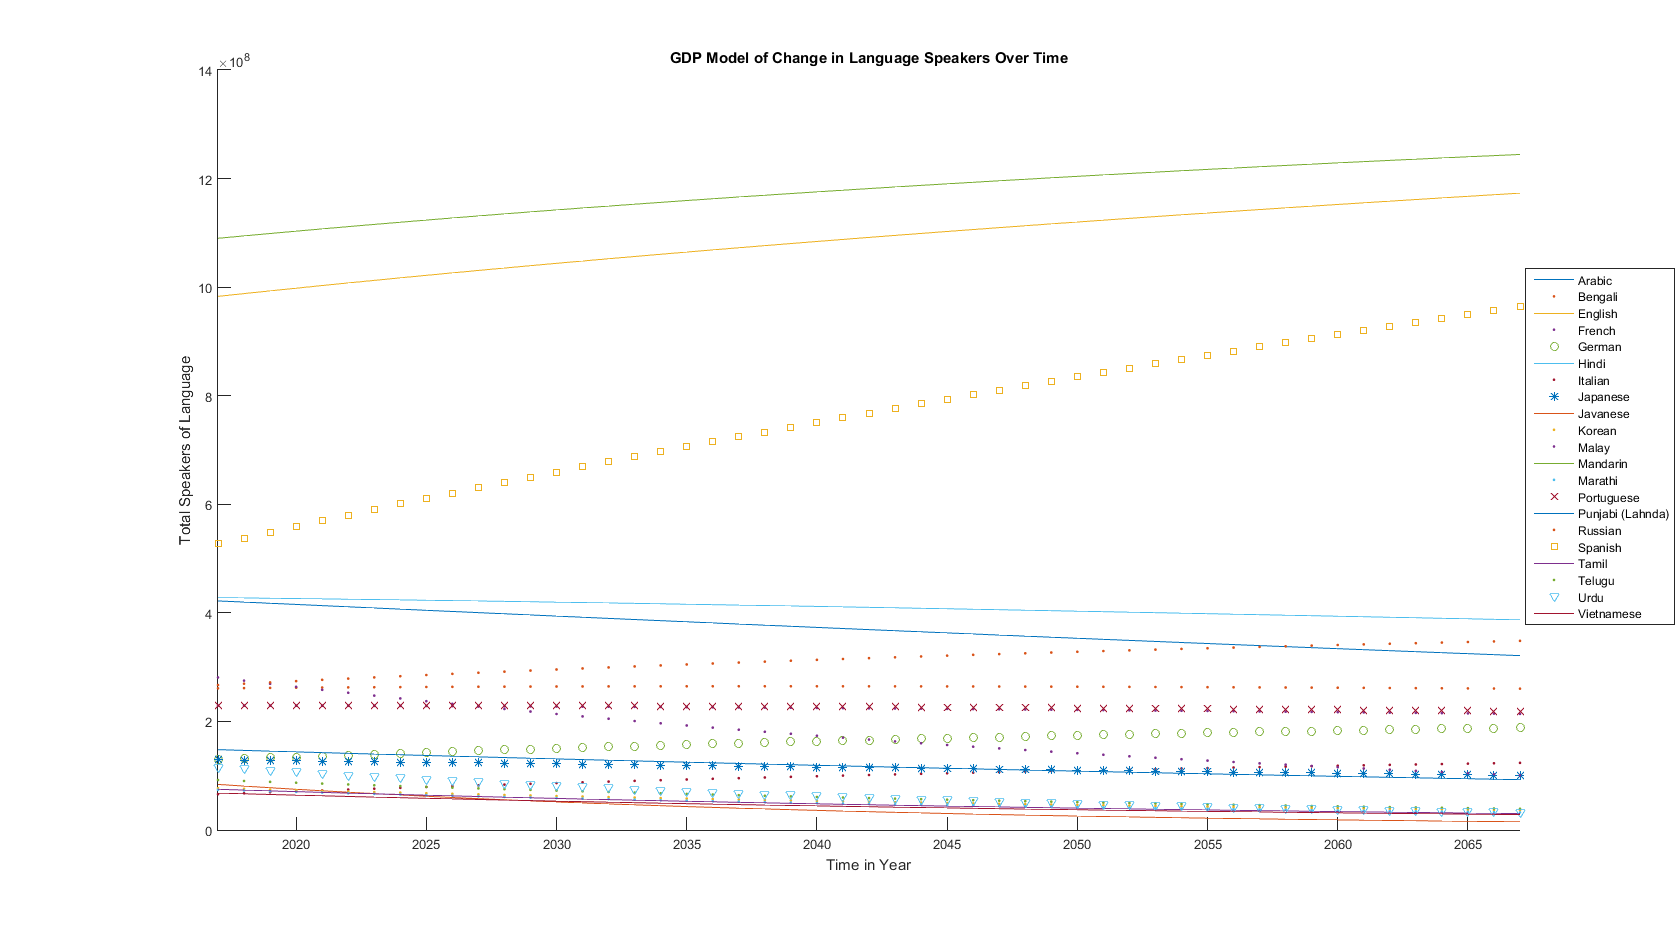 GDP Model of Change in Language Speakers Over Time
×10^8
14
12
10
8
6
4
2
0
Total Speakers of Language
2020 2025 2030 2035 2040 2045 2050 2055 2060 2065
Time in Year
Arabic
Bengali
English
French
German
Hindi
Italian
Japanese
Javanese
Korean
Malay
Mandarin
Marathi
Portuguese
Punjabi (Lahnda)
Russian
Spanish
Tamil
Telugu
Urdu
Vietnamese